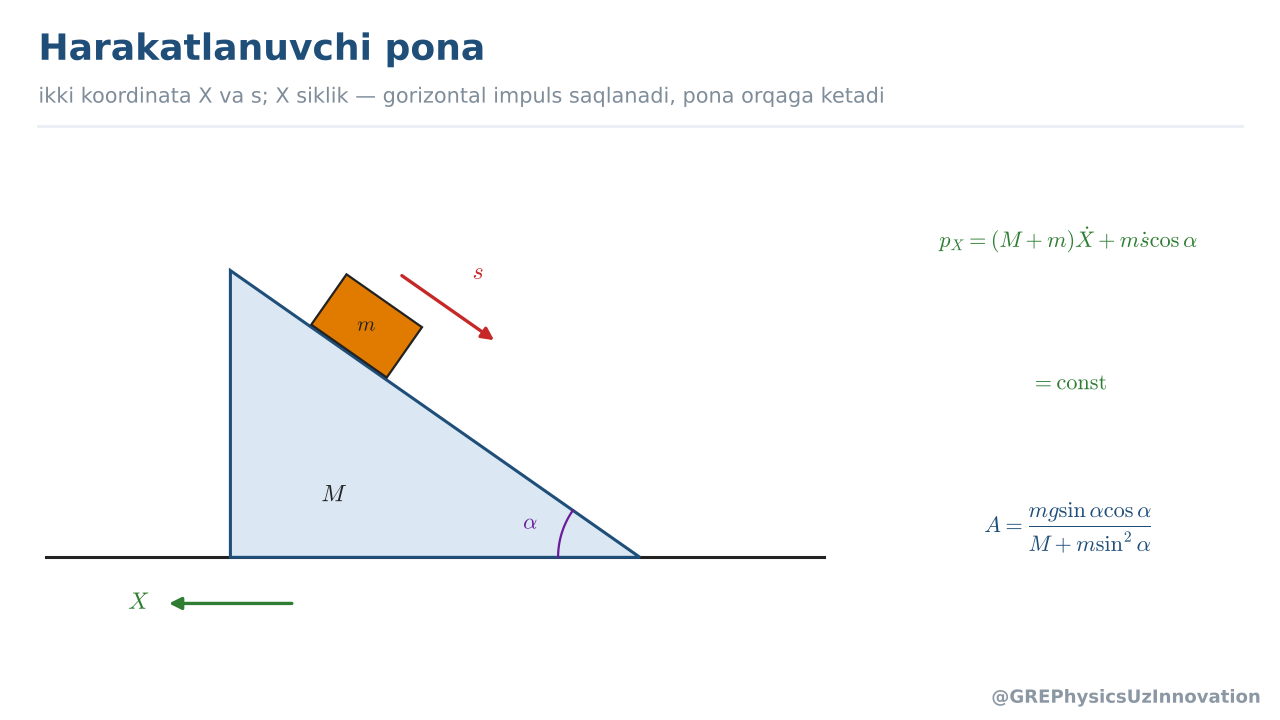 Harakatlanuvchi pona
ikki koordinata X va s; X siklik — gorizontal impuls saqlanadi, pona orqaga ketadi
p_X = (M + m)Ẋ + mṡ cos α
s
m
= const
M
α
A = \frac{mg sin α cos α}{M + m sin² α}
X
@GREPhysicsUzInnovation